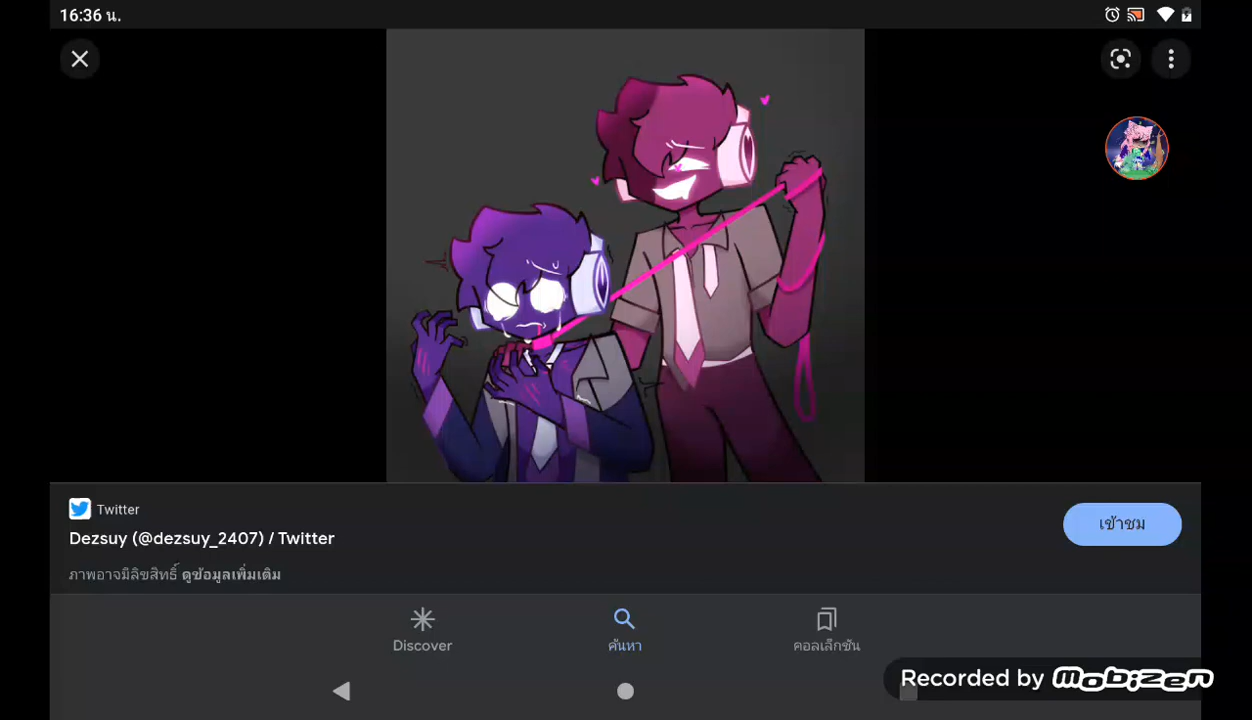 16:36 น.
Twitter
Dezsuy (@dezsuy_2407) / Twitter
เข้าชม
ภาพอาจมีลิขสิทธิ์ ดูข้อมูลเพิ่มเติม
Discover
ค้นหา
คอลเล็กชัน
Recorded by Mobizen